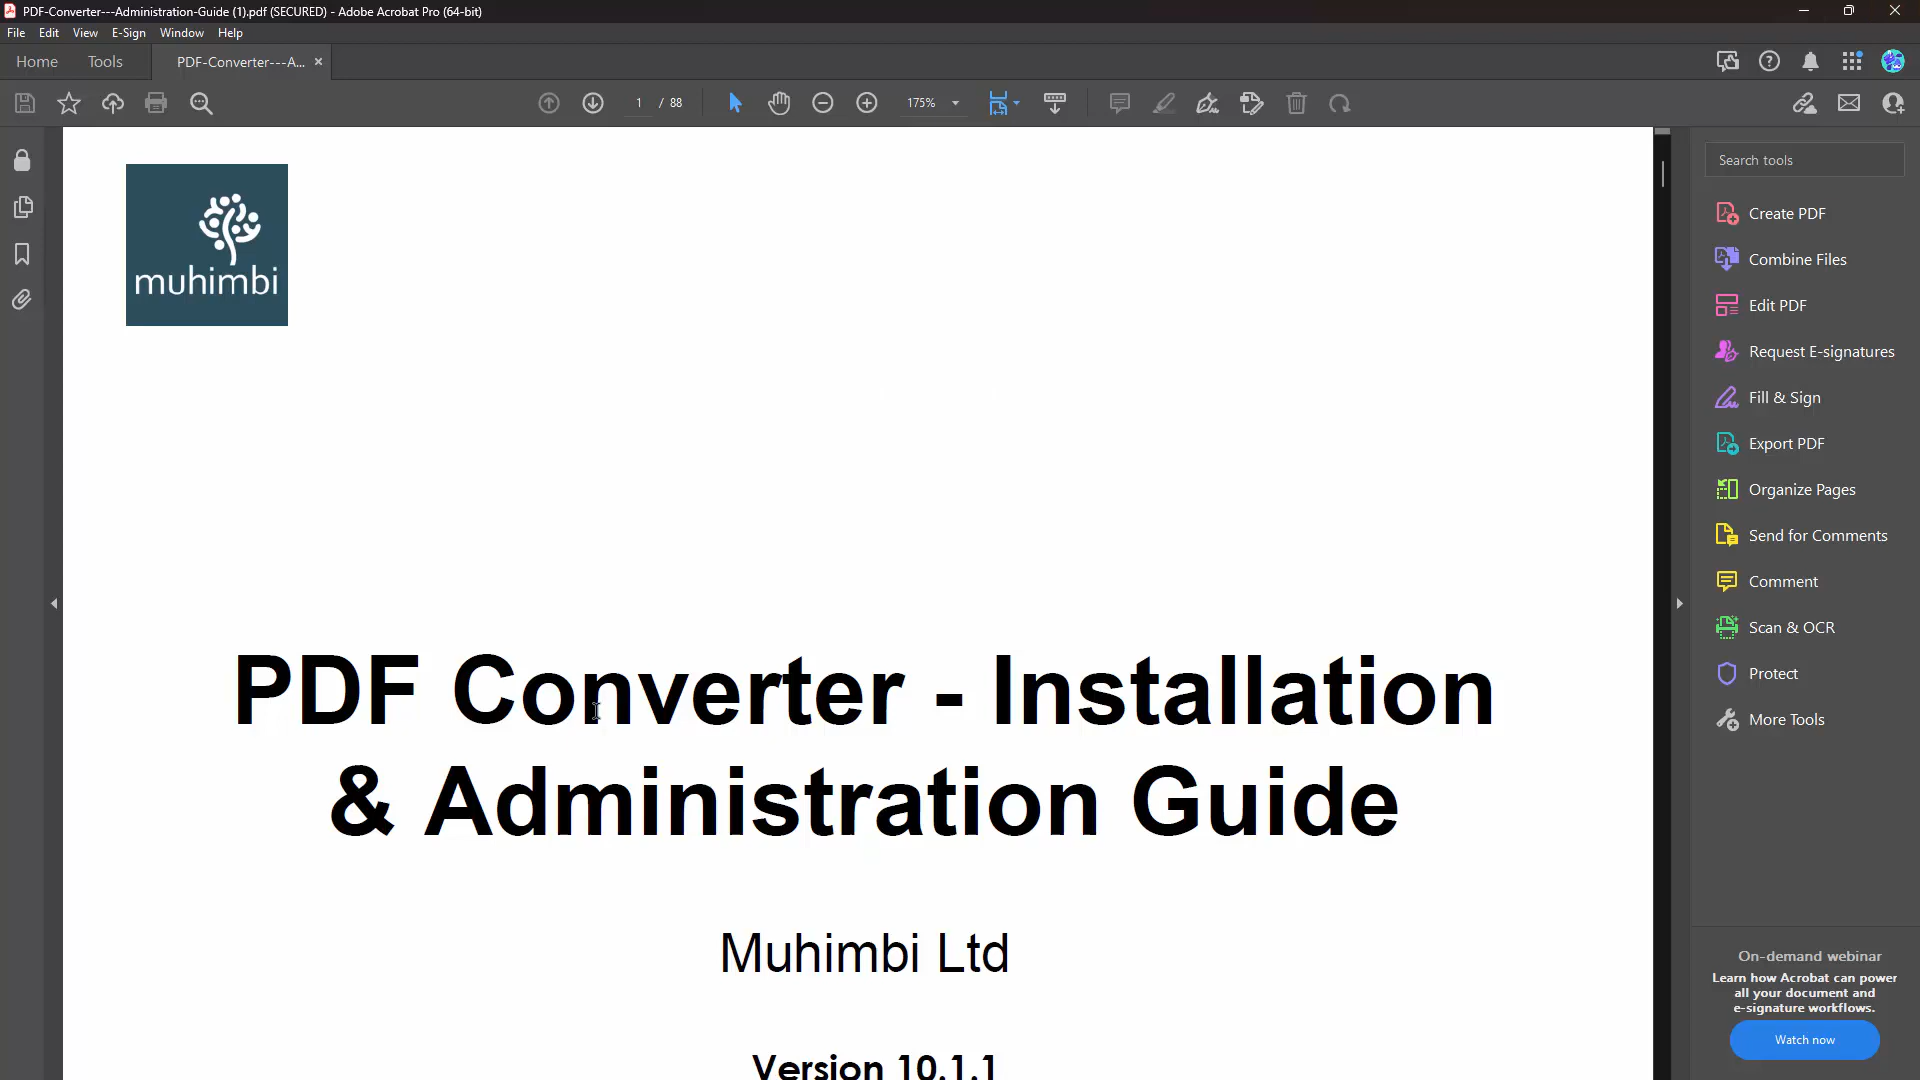 PDF-Converter---Administration-Guide (1).pdf (SECURED) - Adobe Acrobat Pro (64-bit)
File Edit View E-Sign Window Help
Home Tools PDF-Converter---A... ×
1 / 88 175%
muhimbi
PDF Converter - Installation
& Administration Guide
Muhimbi Ltd
Version 10.1.1
Search tools
Create PDF
Combine Files
Edit PDF
Request E-signatures
Fill & Sign
Export PDF
Organize Pages
Send for Comments
Comment
Scan & OCR
Protect
More Tools
On-demand webinar
Learn how Acrobat can power
all your document and
e-signature workflows.
Watch now